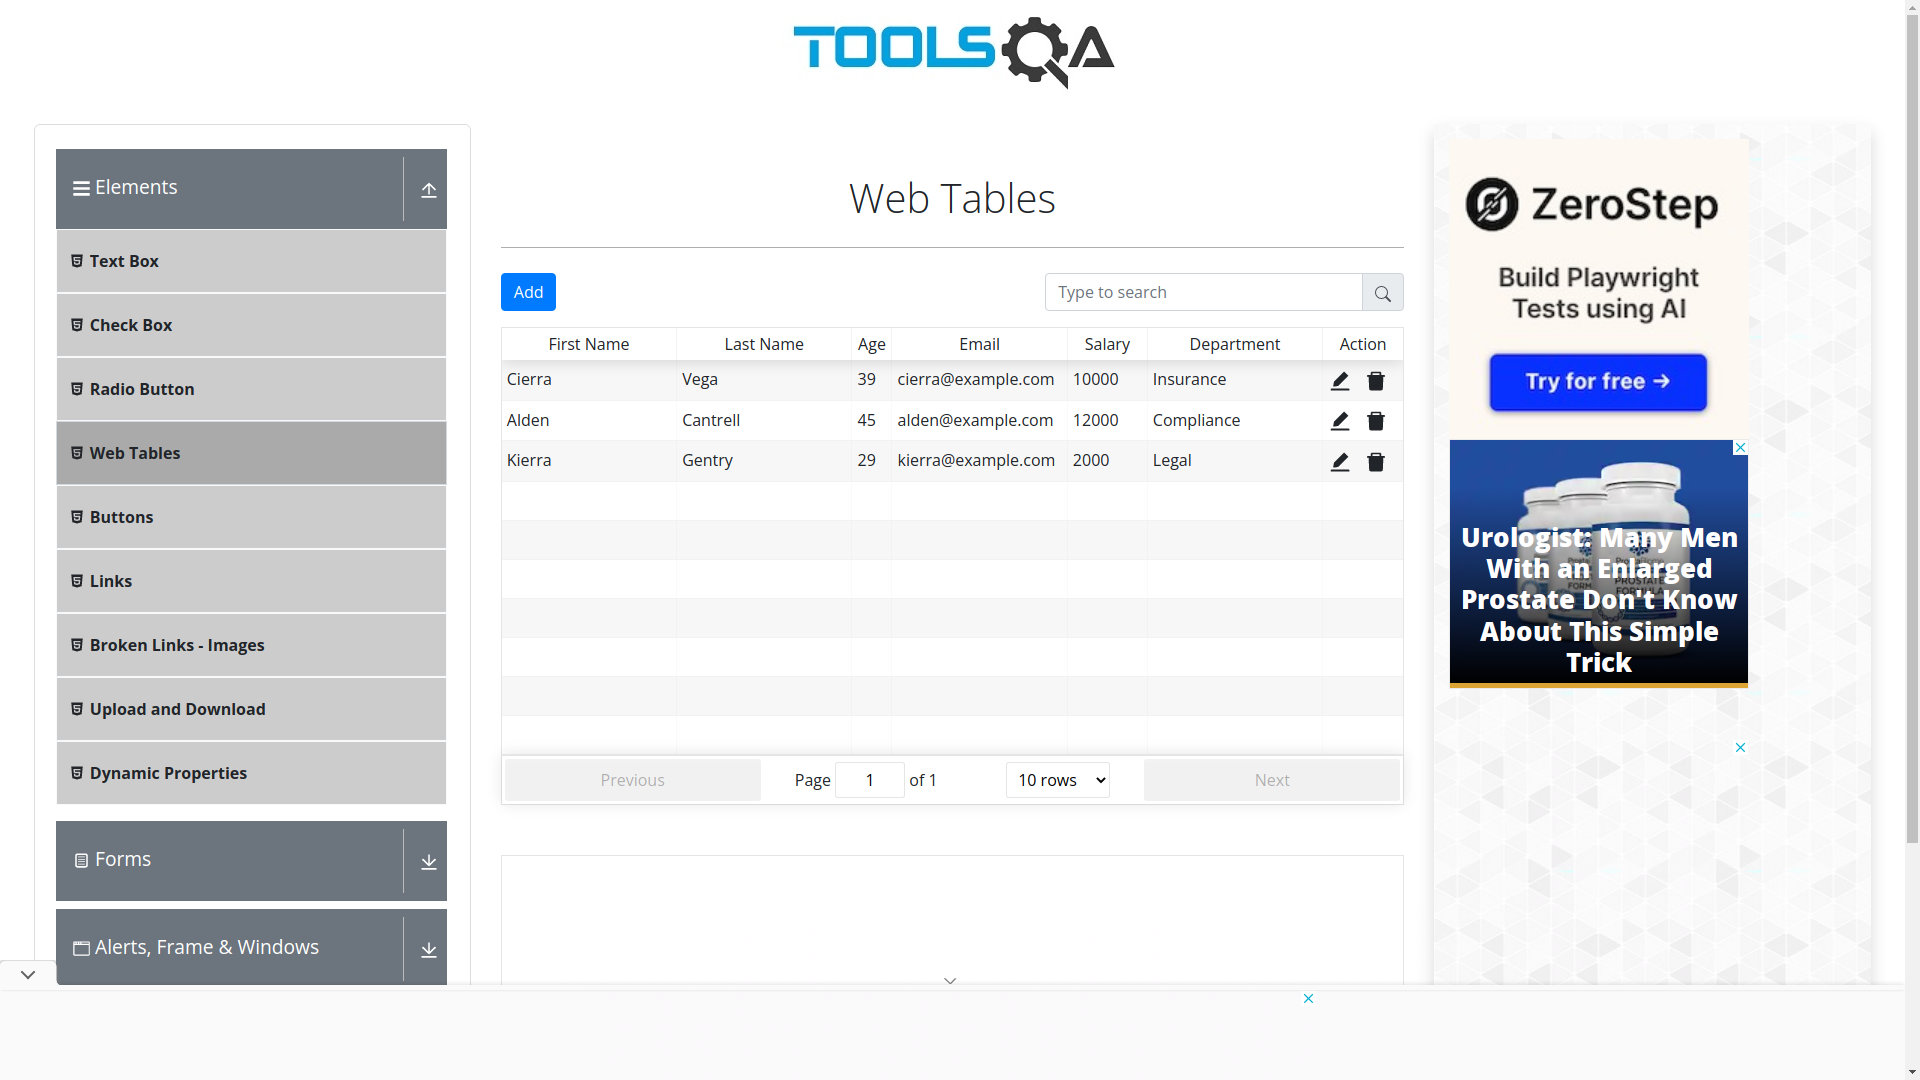 TOOLSQA
Elements
Text Box
Check Box
Radio Button
Web Tables
Buttons
Links
Broken Links - Images
Upload and Download
Dynamic Properties
Forms
Alerts, Frame & Windows
Web Tables
Add
Type to search
First Name Last Name Age Email Salary Department Action
Cierra Vega 39 cierra@example.com 10000 Insurance
Alden Cantrell 45 alden@example.com 12000 Compliance
Kierra Gentry 29 kierra@example.com 2000 Legal
Previous Page 1 of 1 10 rows Next
ZeroStep
Build Playwright
Tests using AI
Try for free →
Urologist: Many Men
With an Enlarged
Prostate Don't Know
About This Simple
Trick